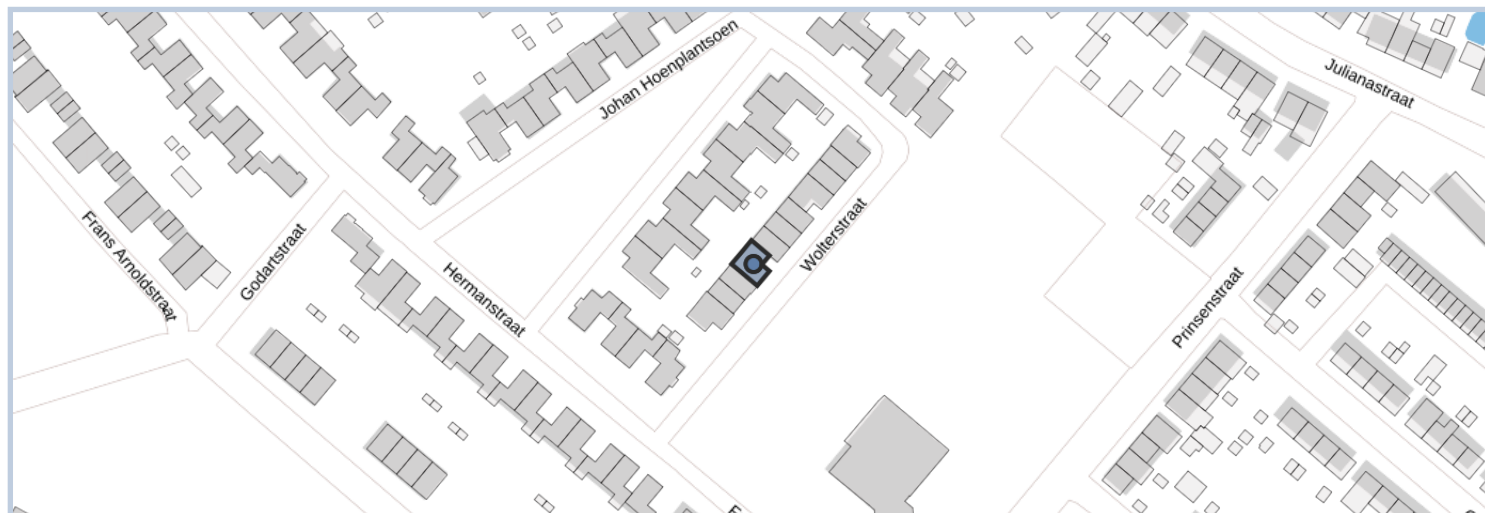 Johan Hoenplantsoen
Julianastraat
Frans Arnoldstraat
Godartstraat
Hermanstraat
Wolterstraat
Prinsenstraat